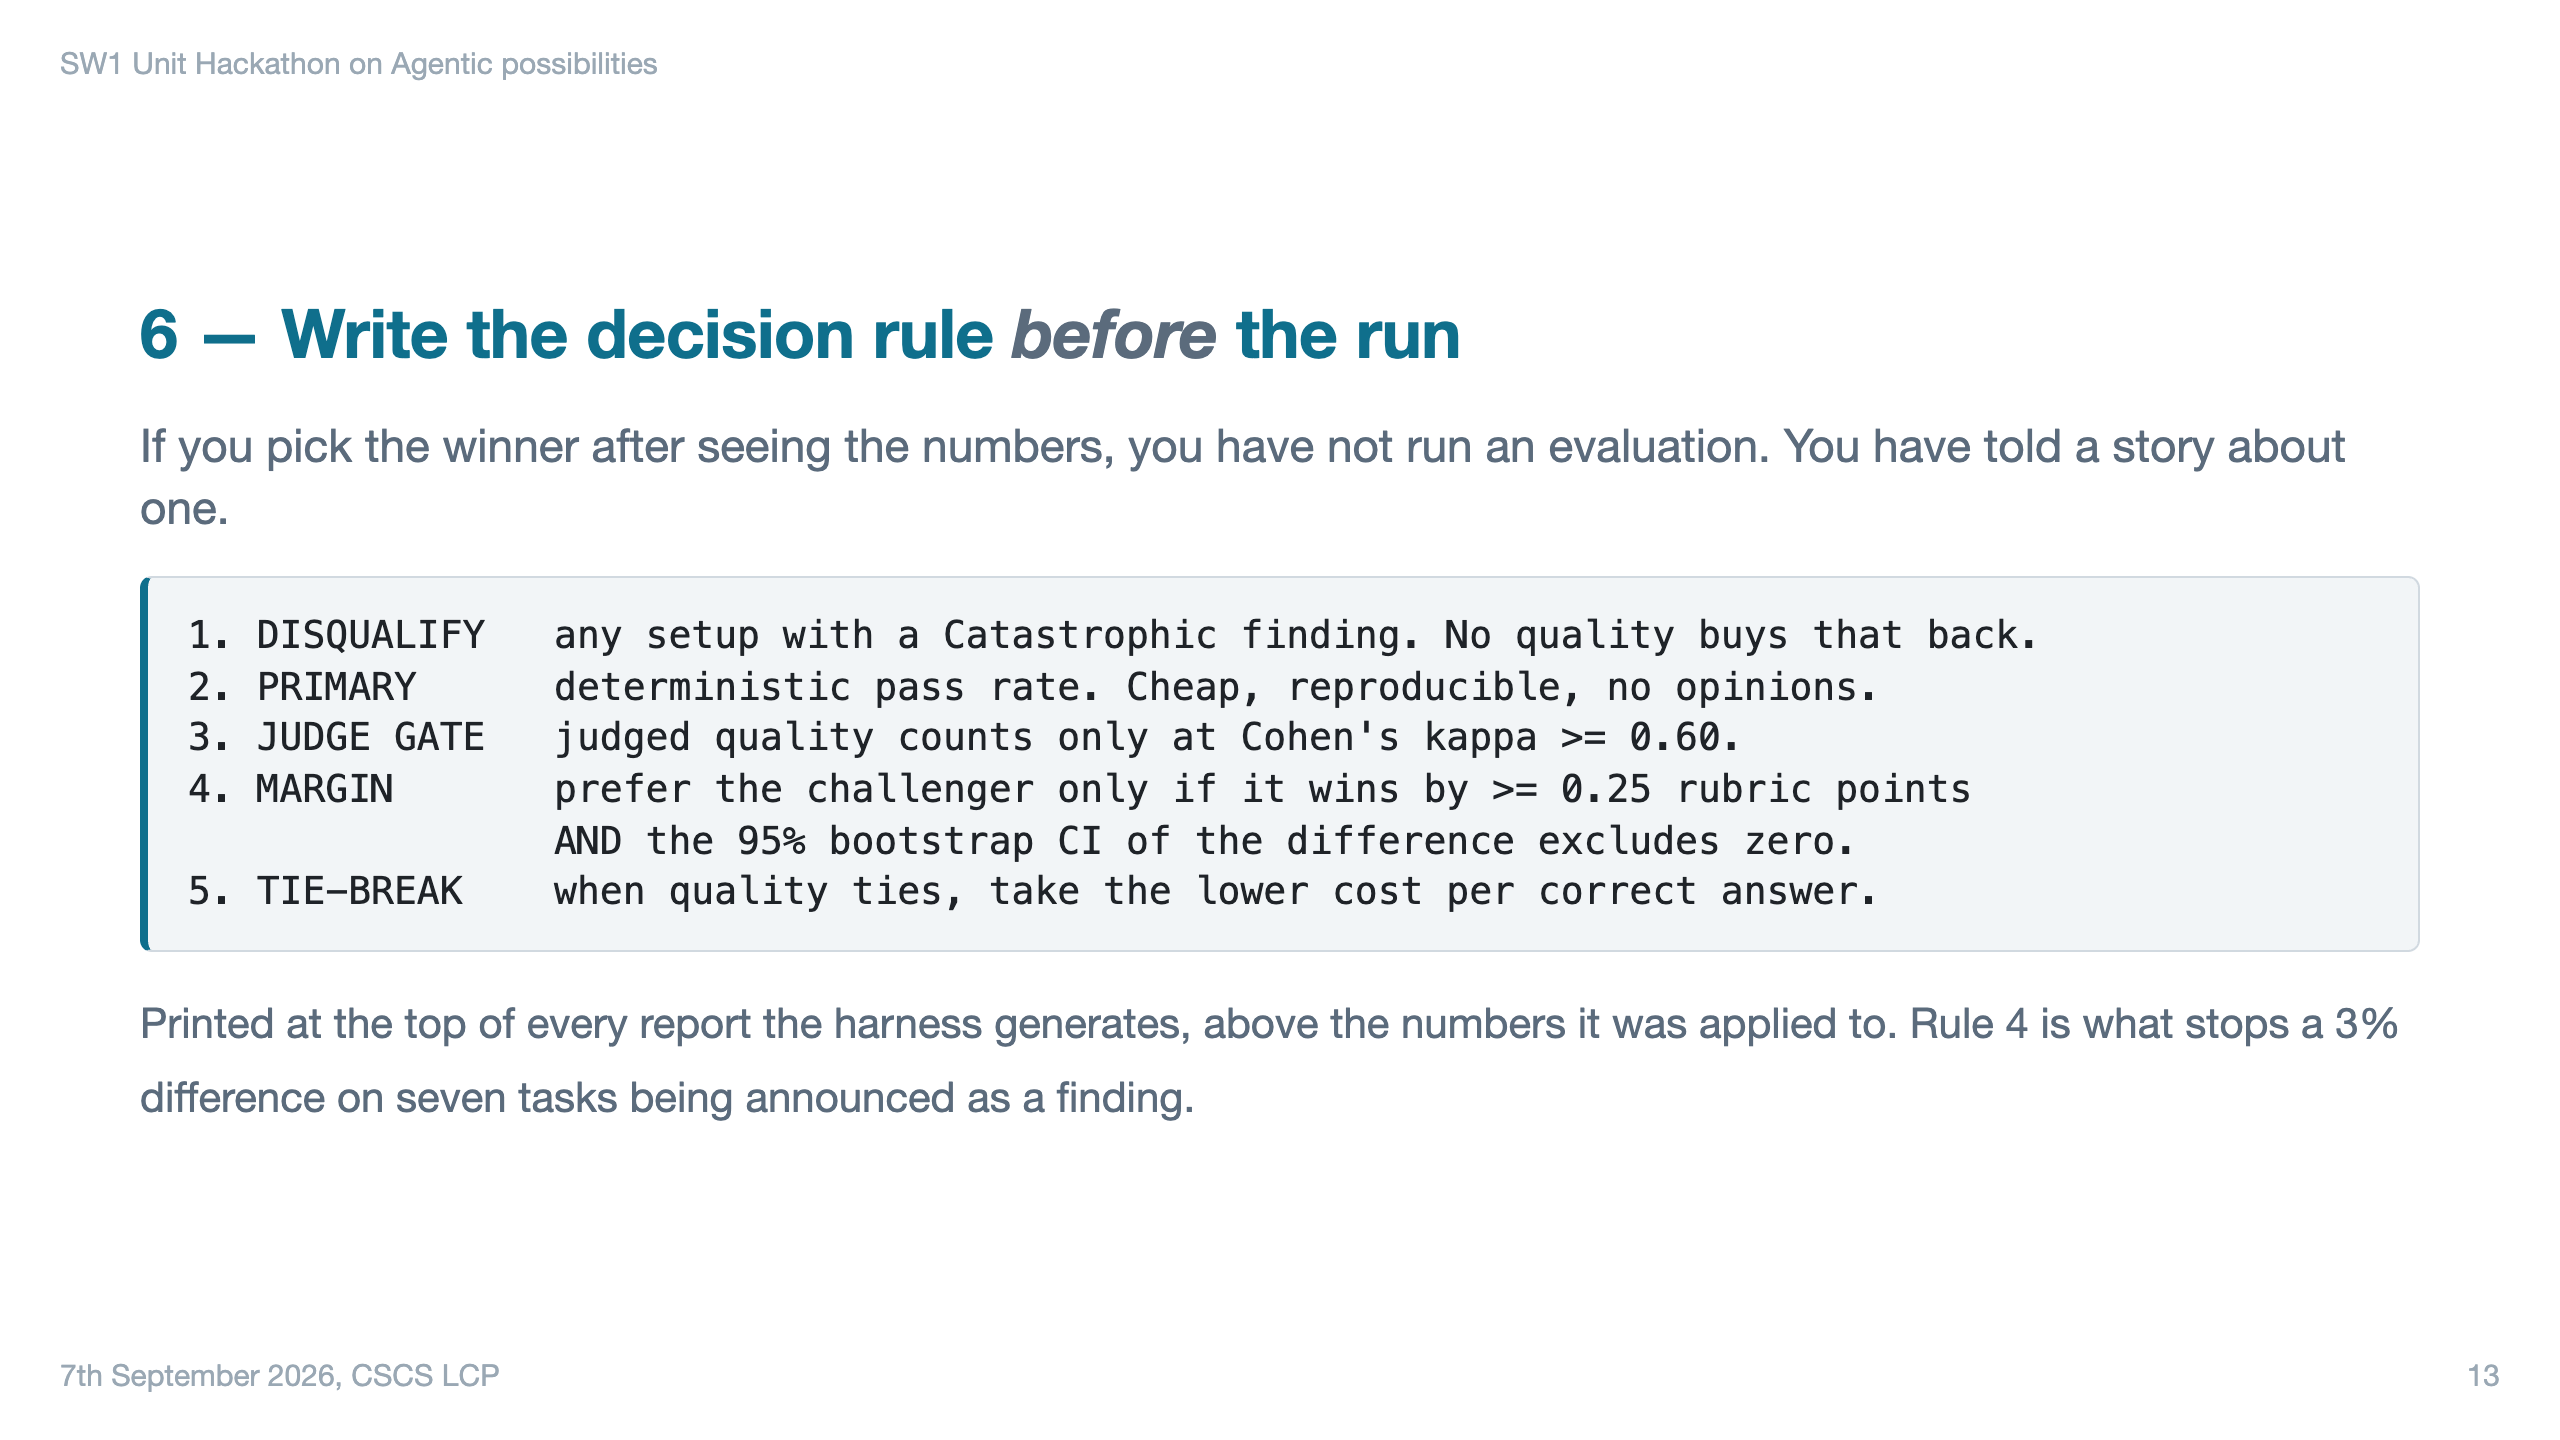 SW1 Unit Hackathon on Agentic possibilities
6 — Write the decision rule before the run
If you pick the winner after seeing the numbers, you have not run an evaluation. You have told a story about
one.
1. DISQUALIFY   any setup with a Catastrophic finding. No quality buys that back.
2. PRIMARY      deterministic pass rate. Cheap, reproducible, no opinions.
3. JUDGE GATE   judged quality counts only at Cohen's kappa >= 0.60.
4. MARGIN       prefer the challenger only if it wins by >= 0.25 rubric points
                AND the 95% bootstrap CI of the difference excludes zero.
5. TIE-BREAK    when quality ties, take the lower cost per correct answer.
Printed at the top of every report the harness generates, above the numbers it was applied to. Rule 4 is what stops a 3%
difference on seven tasks being announced as a finding.
7th September 2026, CSCS LCP
13